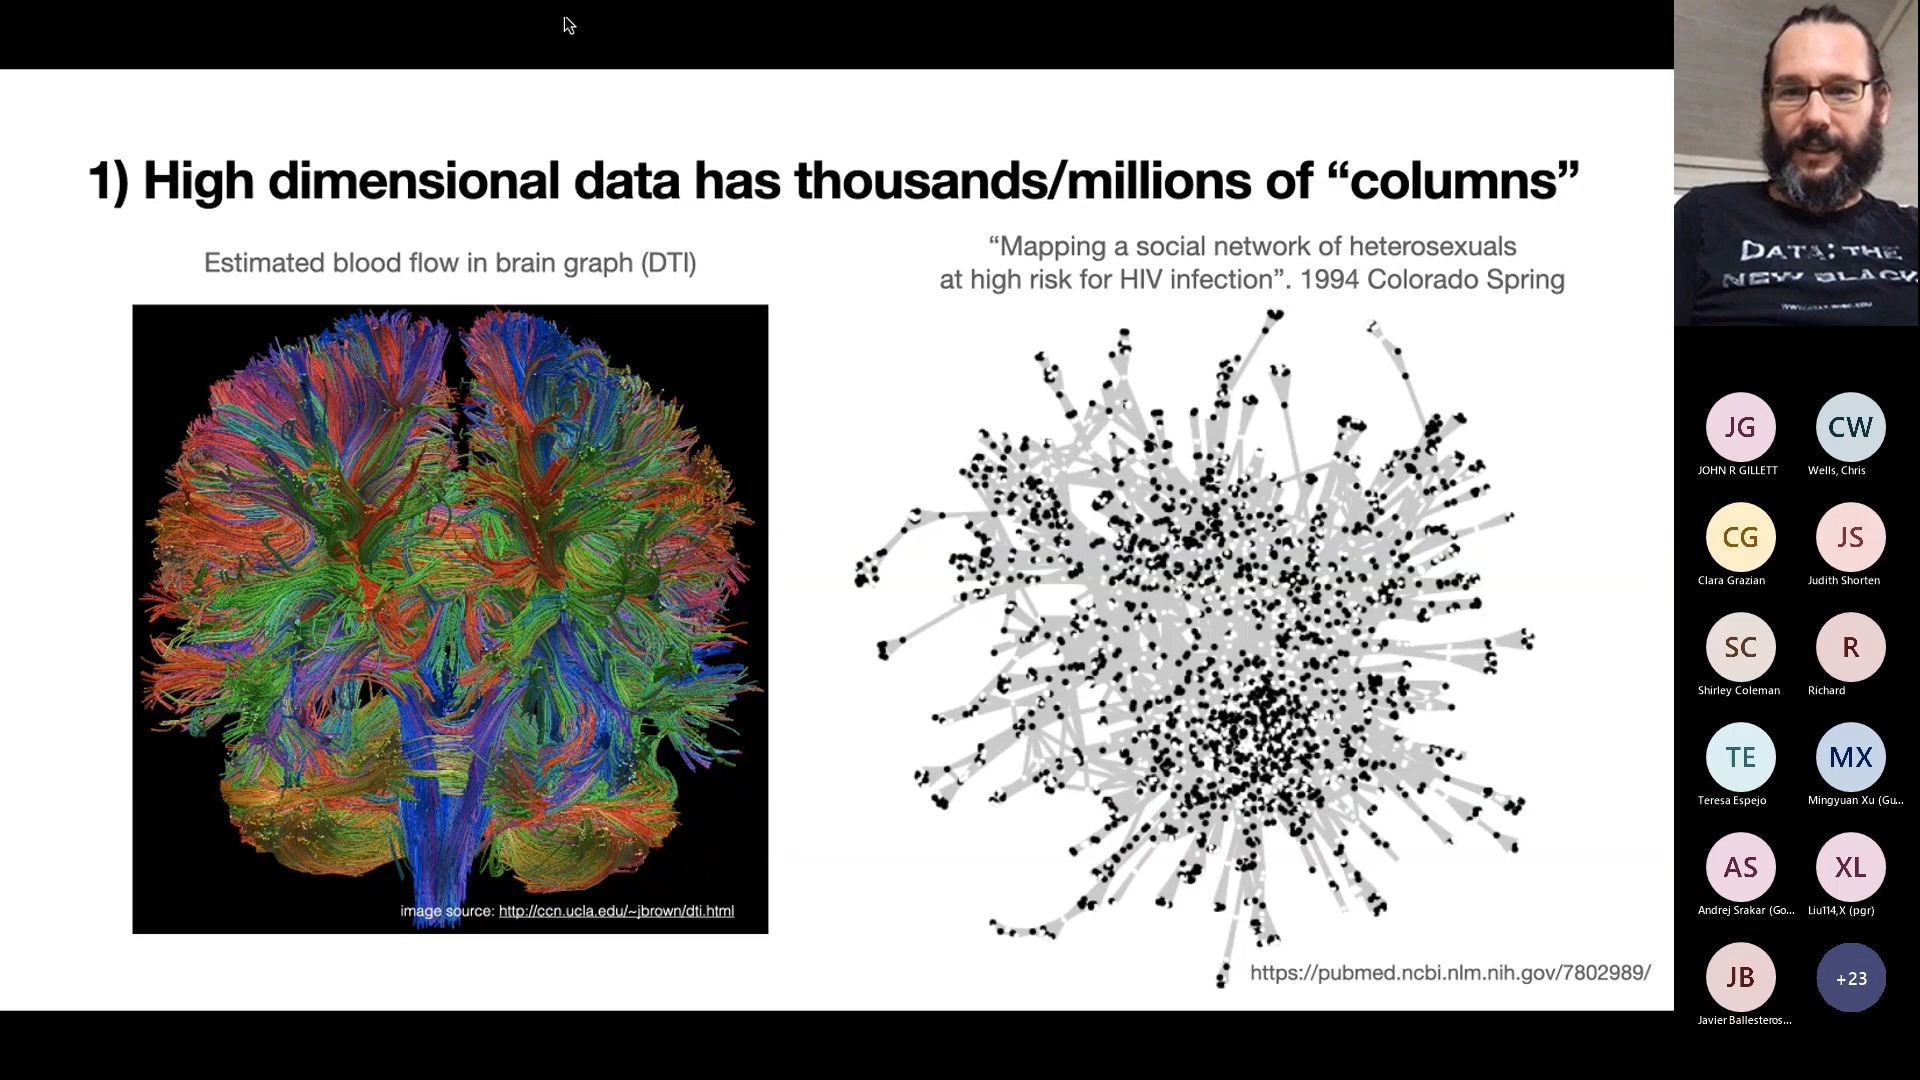 1) High dimensional data has thousands/millions of “columns”
Estimated blood flow in brain graph (DTI)
“Mapping a social network of heterosexuals
at high risk for HIV infection”. 1994 Colorado Spring
image source: http://ccn.ucla.edu/~jbrown/dti.html
https://pubmed.ncbi.nlm.nih.gov/7802989/
DATA: THE
NEW BLACK
JG
JOHN R GILLETT
CW
Wells, Chris
CG
Clara Grazian
JS
Judith Shorten
SC
Shirley Coleman
R
Richard
TE
Teresa Espejo
MX
Mingyuan Xu (Gu...
AS
Andrej Srakar (Go...
XL
Liu114,X (pgr)
JB
Javier Ballesteros...
+23